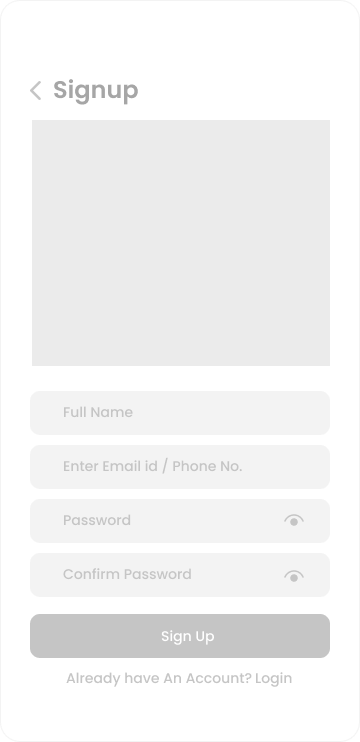 Signup
Full Name
Enter Email id / Phone No.
Password
Confirm Password
Sign Up
Already have An Account? Login